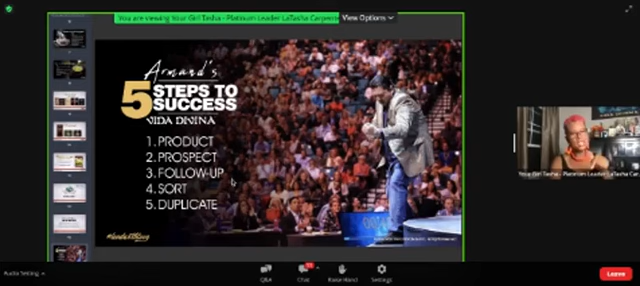 You are viewing Your Girl Tasha - Platinum Leader LaTasha Carpente
View Options
Armand's
5 STEPS TO
SUCCESS
VIDA DIVINA
1. PRODUCT
2. PROSPECT
3. FOLLOW-UP
4. SORT
5. DUPLICATE
Your Girl Tasha - Platinum Leader LaTasha Car
Audio Setting
Q&A
Chat
Raise Hand
Settings
Leave